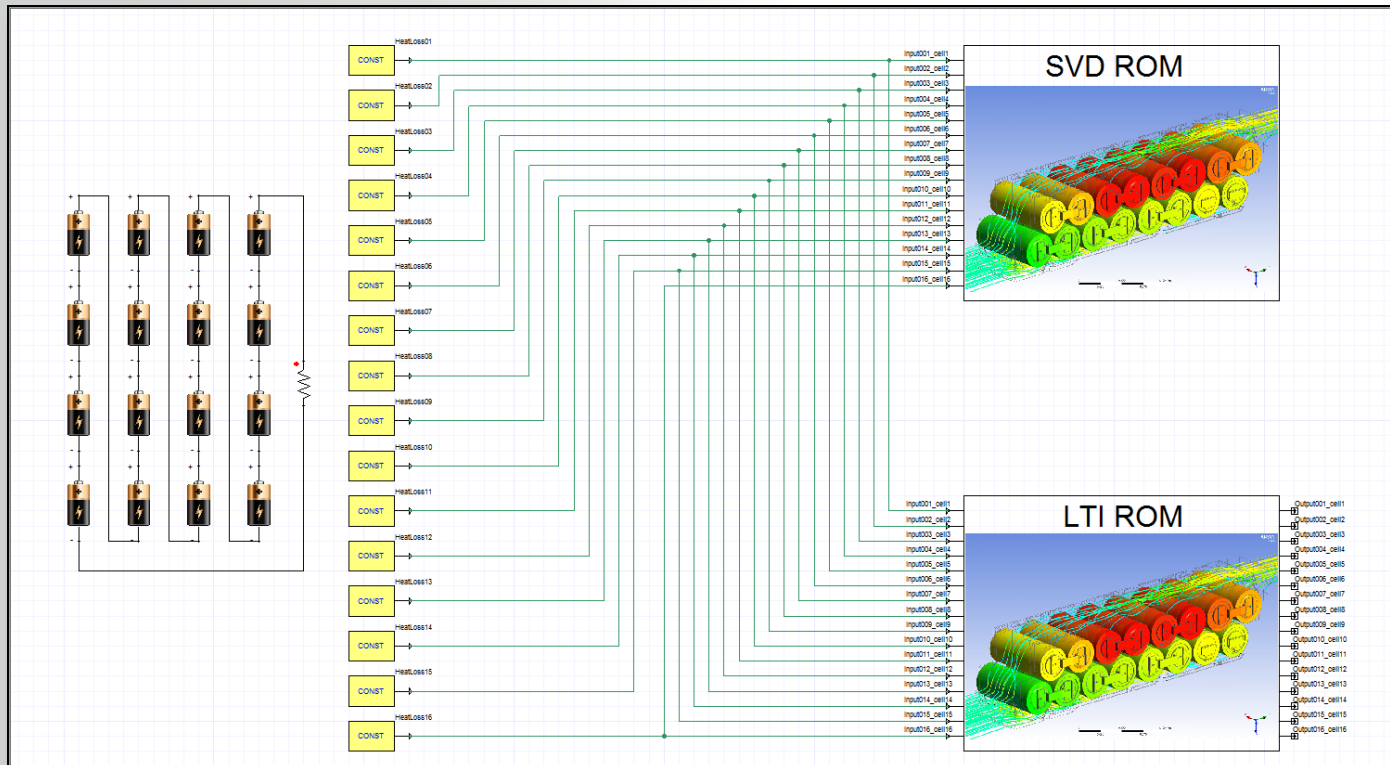 HeatLoss01
CONST
HeatLoss02
CONST
HeatLoss03
CONST
HeatLoss04
CONST
HeatLoss05
CONST
HeatLoss06
CONST
HeatLoss07
CONST
HeatLoss08
CONST
HeatLoss09
CONST
HeatLoss10
CONST
HeatLoss11
CONST
HeatLoss12
CONST
HeatLoss13
CONST
HeatLoss14
CONST
HeatLoss15
CONST
HeatLoss16
CONST
SVD ROM
Input001_cell1
Input002_cell2
Input003_cell3
Input004_cell4
Input005_cell5
Input006_cell6
Input007_cell7
Input008_cell8
Input009_cell9
Input010_cell10
Input011_cell11
Input012_cell12
Input013_cell13
Input014_cell14
Input015_cell15
Input016_cell16
LTI ROM
Input001_cell1
Input002_cell2
Input003_cell3
Input004_cell4
Input005_cell5
Input006_cell6
Input007_cell7
Input008_cell8
Input009_cell9
Input010_cell10
Input011_cell11
Input012_cell12
Input013_cell13
Input014_cell14
Input015_cell15
Input016_cell16
Output001_cell1
Output002_cell2
Output003_cell3
Output004_cell4
Output005_cell5
Output006_cell6
Output007_cell7
Output008_cell8
Output009_cell9
Output010_cell10
Output011_cell11
Output012_cell12
Output013_cell13
Output014_cell14
Output015_cell15
Output016_cell16